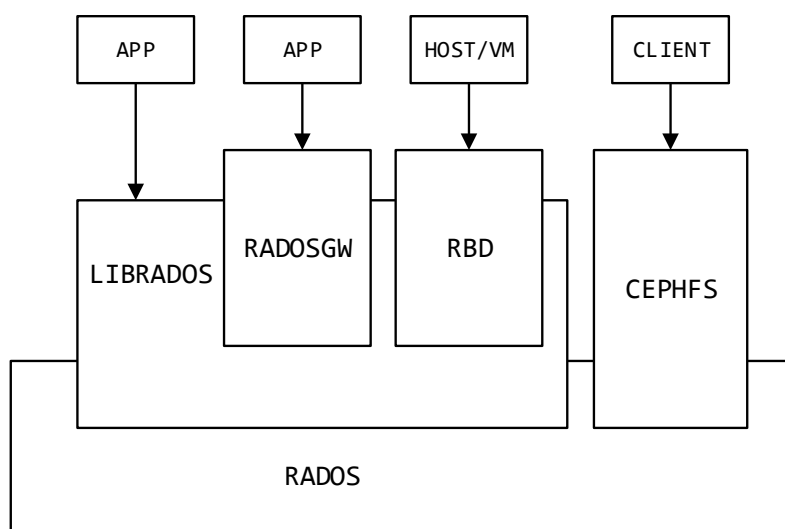 APP
APP
HOST/VM
CLIENT
RADOSGW
RBD
LIBRADOS
CEPHFS
RADOS